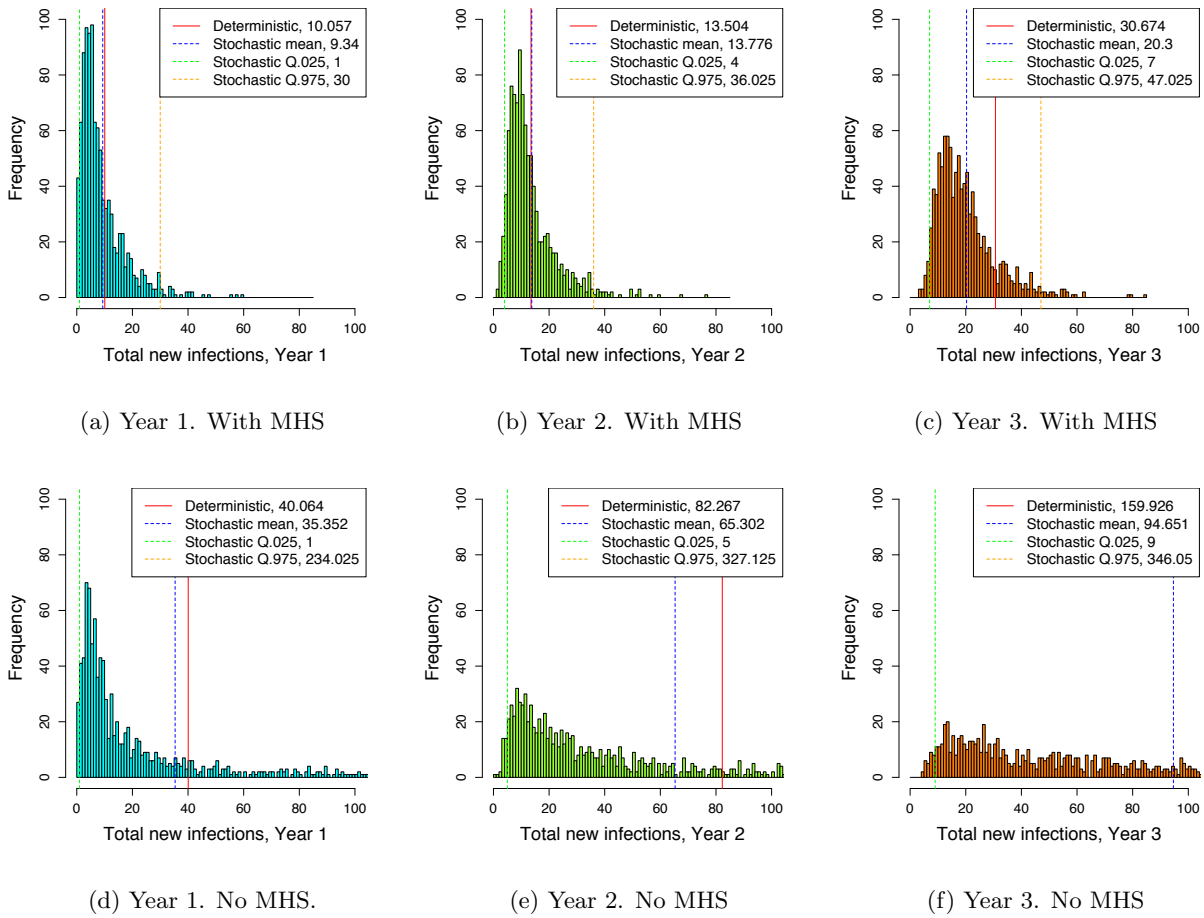 Deterministic, 10.057
Stochastic mean, 9.34
Stochastic Q.025, 1
Stochastic Q.975, 30
Frequency
0 20 40 60 80 100
0 20 40 60 80 100
Total new infections, Year 1
(a) Year 1. With MHS
Deterministic, 13.504
Stochastic mean, 13.776
Stochastic Q.025, 4
Stochastic Q.975, 36.025
Frequency
0 20 40 60 80 100
0 20 40 60 80 100
Total new infections, Year 2
(b) Year 2. With MHS
Deterministic, 30.674
Stochastic mean, 20.3
Stochastic Q.025, 7
Stochastic Q.975, 47.025
Frequency
0 20 40 60 80 100
0 20 40 60 80 100
Total new infections, Year 3
(c) Year 3. With MHS
Deterministic, 40.064
Stochastic mean, 35.352
Stochastic Q.025, 1
Stochastic Q.975, 234.025
Frequency
0 20 40 60 80 100
0 20 40 60 80 100
Total new infections, Year 1
(d) Year 1. No MHS.
Deterministic, 82.267
Stochastic mean, 65.302
Stochastic Q.025, 5
Stochastic Q.975, 327.125
Frequency
0 20 40 60 80 100
0 20 40 60 80 100
Total new infections, Year 2
(e) Year 2. No MHS
Deterministic, 159.926
Stochastic mean, 94.651
Stochastic Q.025, 9
Stochastic Q.975, 346.05
Frequency
0 20 40 60 80 100
0 20 40 60 80 100
Total new infections, Year 3
(f) Year 3. No MHS